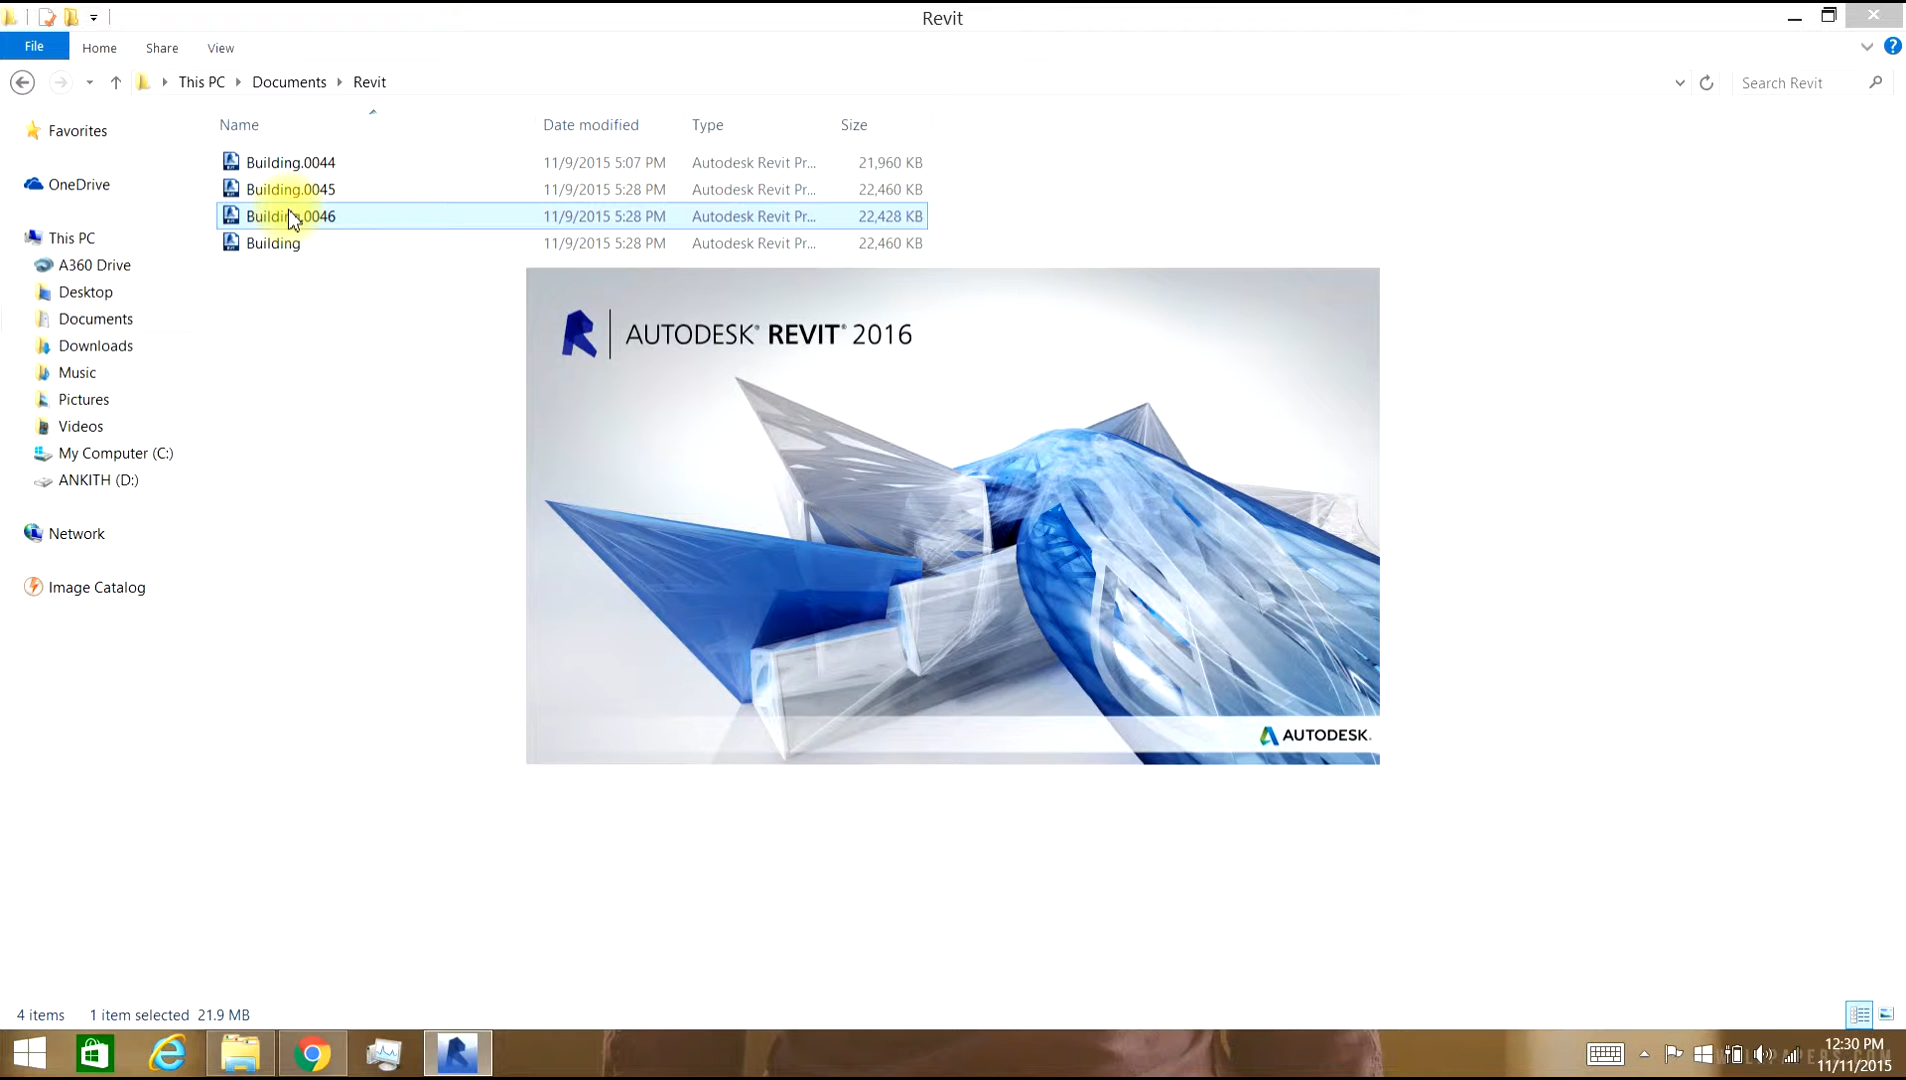 Revit
File Home Share View
This PC Documents Revit
Search Revit
Name Date modified Type Size
Building.0044 11/9/2015 5:07 PM Autodesk Revit Pr... 21,960 KB
Building.0045 11/9/2015 5:28 PM Autodesk Revit Pr... 22,460 KB
Building.0046 11/9/2015 5:28 PM Autodesk Revit Pr... 22,428 KB
Building 11/9/2015 5:28 PM Autodesk Revit Pr... 22,460 KB
Favorites
OneDrive
This PC
A360 Drive
Desktop
Documents
Downloads
Music
Pictures
Videos
My Computer (C:)
ANKITH (D:)
Network
Image Catalog
AUTODESK® REVIT® 2016
AUTODESK.
4 items 1 item selected 21.9 MB
12:30 PM
11/11/2015